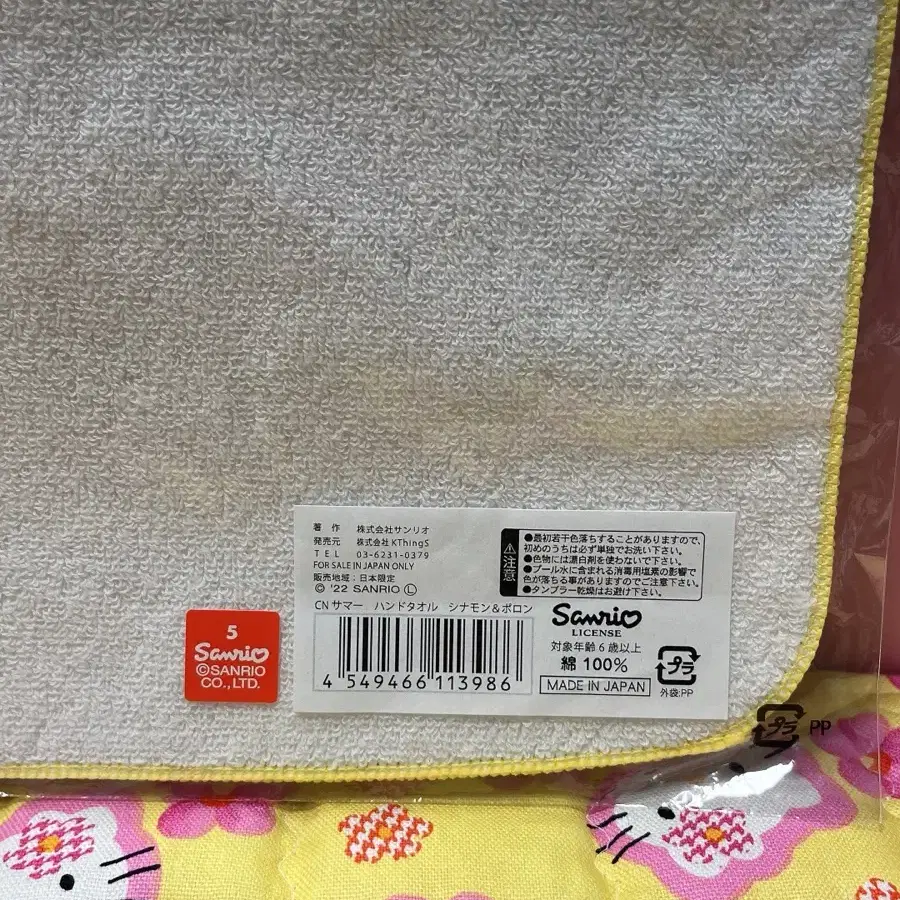 著 作 株式会社サンリオ
発売元 株式会社 KThingS
TEL 03-6231-0379
FOR SALE IN JAPAN ONLY
販売地域:日本限定
© '22 SANRIO Ⓛ
CN サマー ハンドタオル シナモン&ポロン
4 549466 113986
注意
●最初若干色落ちすることがありますので、
初めのうちは必ず単独でお洗い下さい。
●色物には漂白剤を使わないで下さい。
●プール水に含まれる消毒用塩素の影響で
色が落ちる事がありますのでご注意下さい。
●タンブラー乾燥はお避け下さい。
Sanrio
LICENSE
対象年齢 6 歳以上
綿 100%
MADE IN JAPAN
プラ
外袋:PP
5
Sanrio
©SANRIO
CO.,LTD.
プラ PP